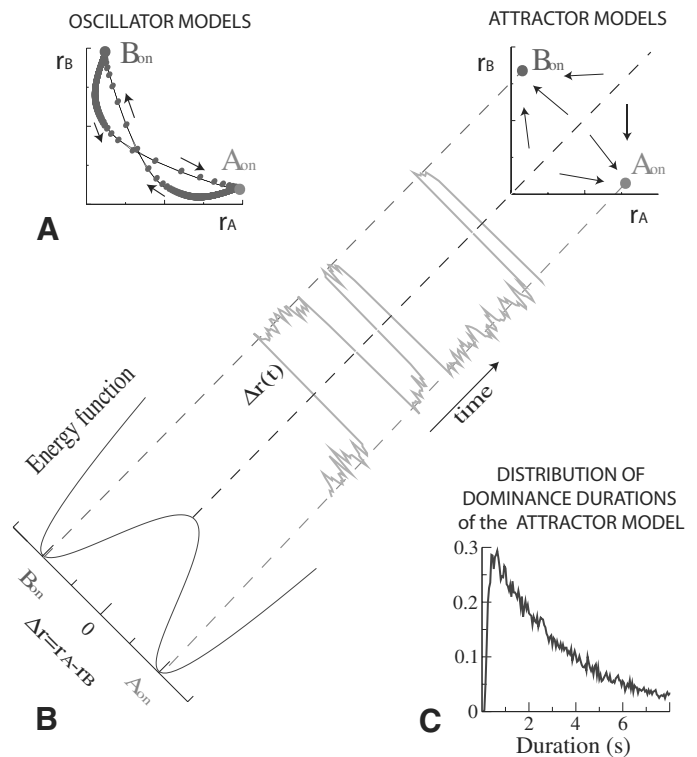 OSCILLATOR MODELS
rB
Bon
Aon
rA
A
ATTRACTOR MODELS
rB
Bon
Aon
rA
Δr(t)
time
Energy function
Bon
0
Aon
Δr=rA-rB
B
DISTRIBUTION OF
DOMINANCE DURATIONS
of the ATTRACTOR MODEL
0.3
0.2
0.1
0
2 4 6
Duration (s)
C